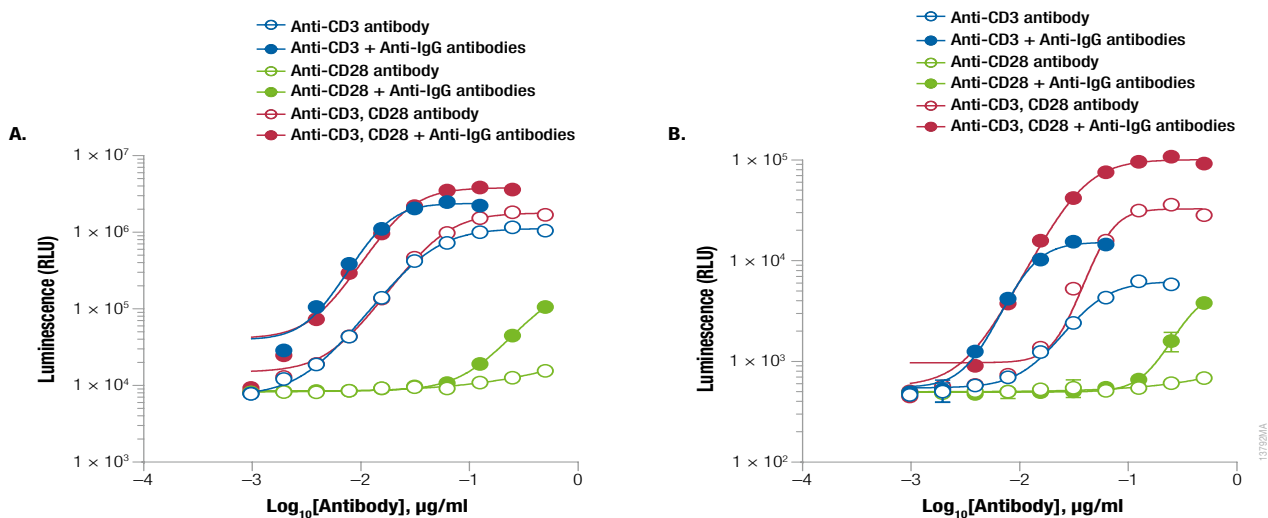 Anti-CD3 antibody
Anti-CD3 + Anti-IgG antibodies
Anti-CD28 antibody
Anti-CD28 + Anti-IgG antibodies
Anti-CD3, CD28 antibody
Anti-CD3, CD28 + Anti-IgG antibodies
A.
1 × 10⁷
1 × 10⁶
1 × 10⁵
1 × 10⁴
1 × 10³
Luminescence (RLU)
−4
−3
−2
−1
0
Log₁₀[Antibody], µg/ml
Anti-CD3 antibody
Anti-CD3 + Anti-IgG antibodies
Anti-CD28 antibody
Anti-CD28 + Anti-IgG antibodies
Anti-CD3, CD28 antibody
Anti-CD3, CD28 + Anti-IgG antibodies
B.
1 × 10⁵
1 × 10⁴
1 × 10³
1 × 10²
Luminescence (RLU)
−4
−3
−2
−1
0
Log₁₀[Antibody], µg/ml
13792MA